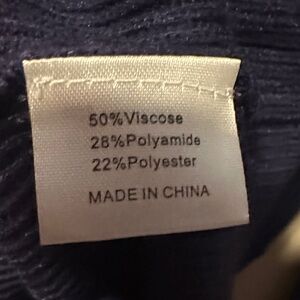 50%Viscose
28%Polyamide
22%Polyester
MADE IN CHINA